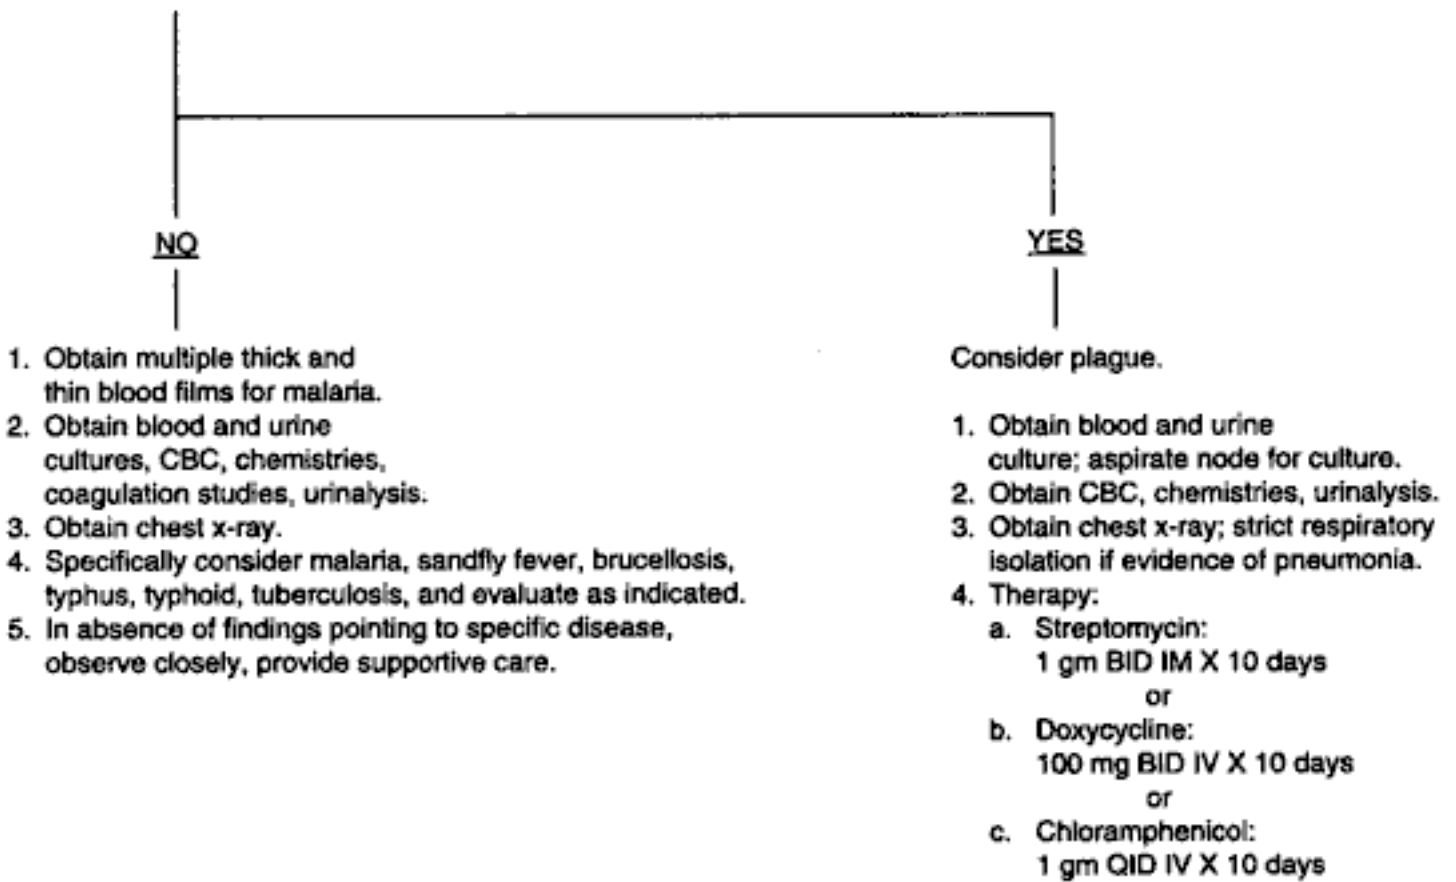 NO
1. Obtain multiple thick and
thin blood films for malaria.
2. Obtain blood and urine
cultures, CBC, chemistries,
coagulation studies, urinalysis.
3. Obtain chest x-ray.
4. Specifically consider malaria, sandfly fever, brucellosis,
typhus, typhoid, tuberculosis, and evaluate as indicated.
5. In absence of findings pointing to specific disease,
observe closely, provide supportive care.
YES
Consider plague.
1. Obtain blood and urine
culture; aspirate node for culture.
2. Obtain CBC, chemistries, urinalysis.
3. Obtain chest x-ray; strict respiratory
isolation if evidence of pneumonia.
4. Therapy:
a. Streptomycin:
1 gm BID IM X 10 days
or
b. Doxycycline:
100 mg BID IV X 10 days
or
c. Chloramphenicol:
1 gm QID IV X 10 days